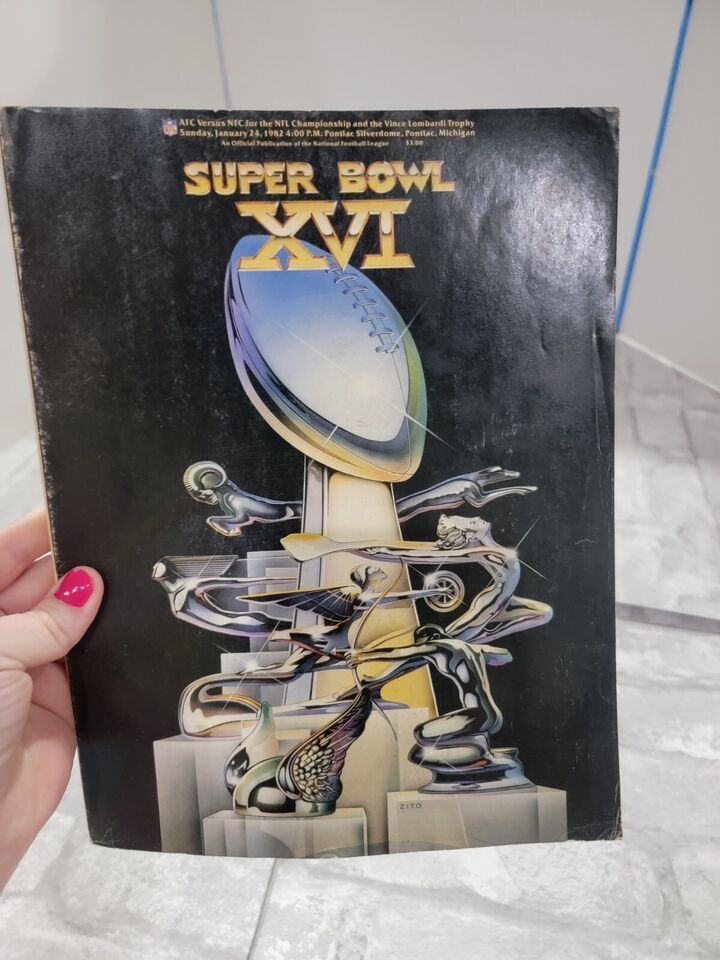 AFC Versus NFC for the NFL Championship and the Vince Lombardi Trophy
Sunday, January 24, 1982 4:00 P.M. Pontiac Silverdome, Pontiac, Michigan
An Official Publication of the National Football League $3.00
SUPER BOWL
XVI
ZITO